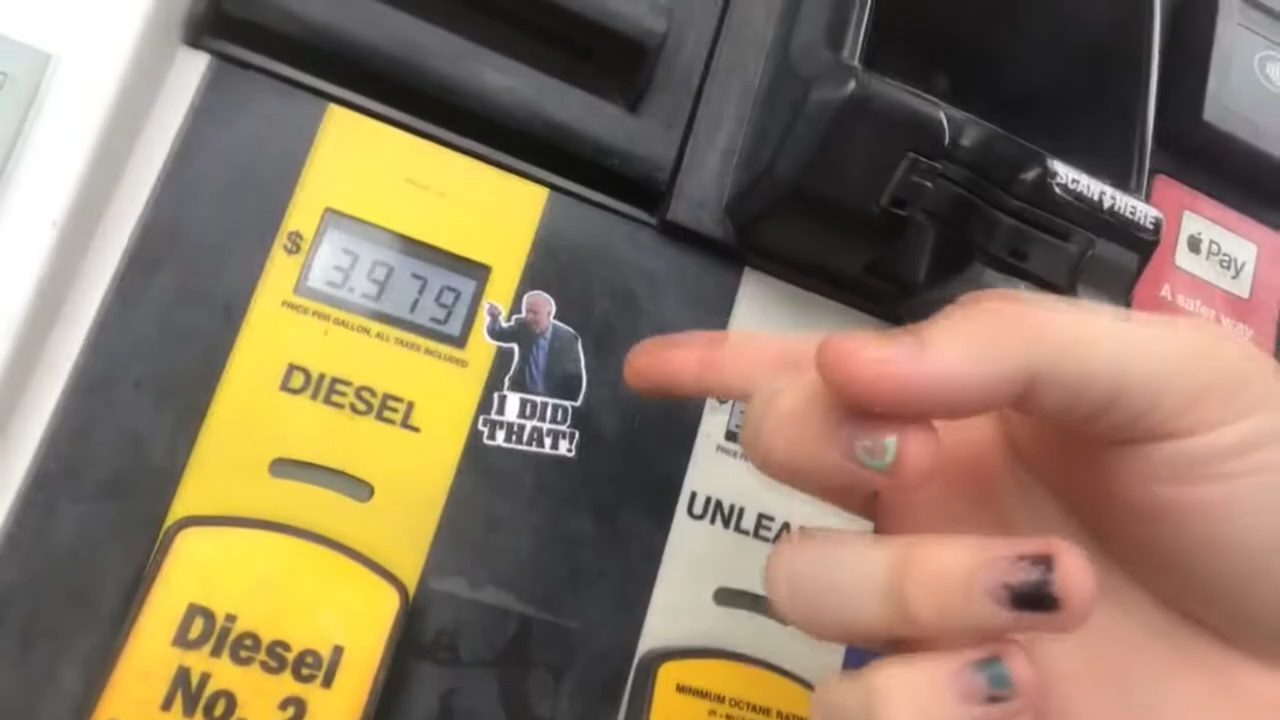 $ 3.979
PRICE PER GALLON, ALL TAXES INCLUDED
DIESEL
I DID
THAT!
Diesel
No. 2
SCAN HERE
Pay
A safer way
UNLEA
MINIMUM OCTANE RATING